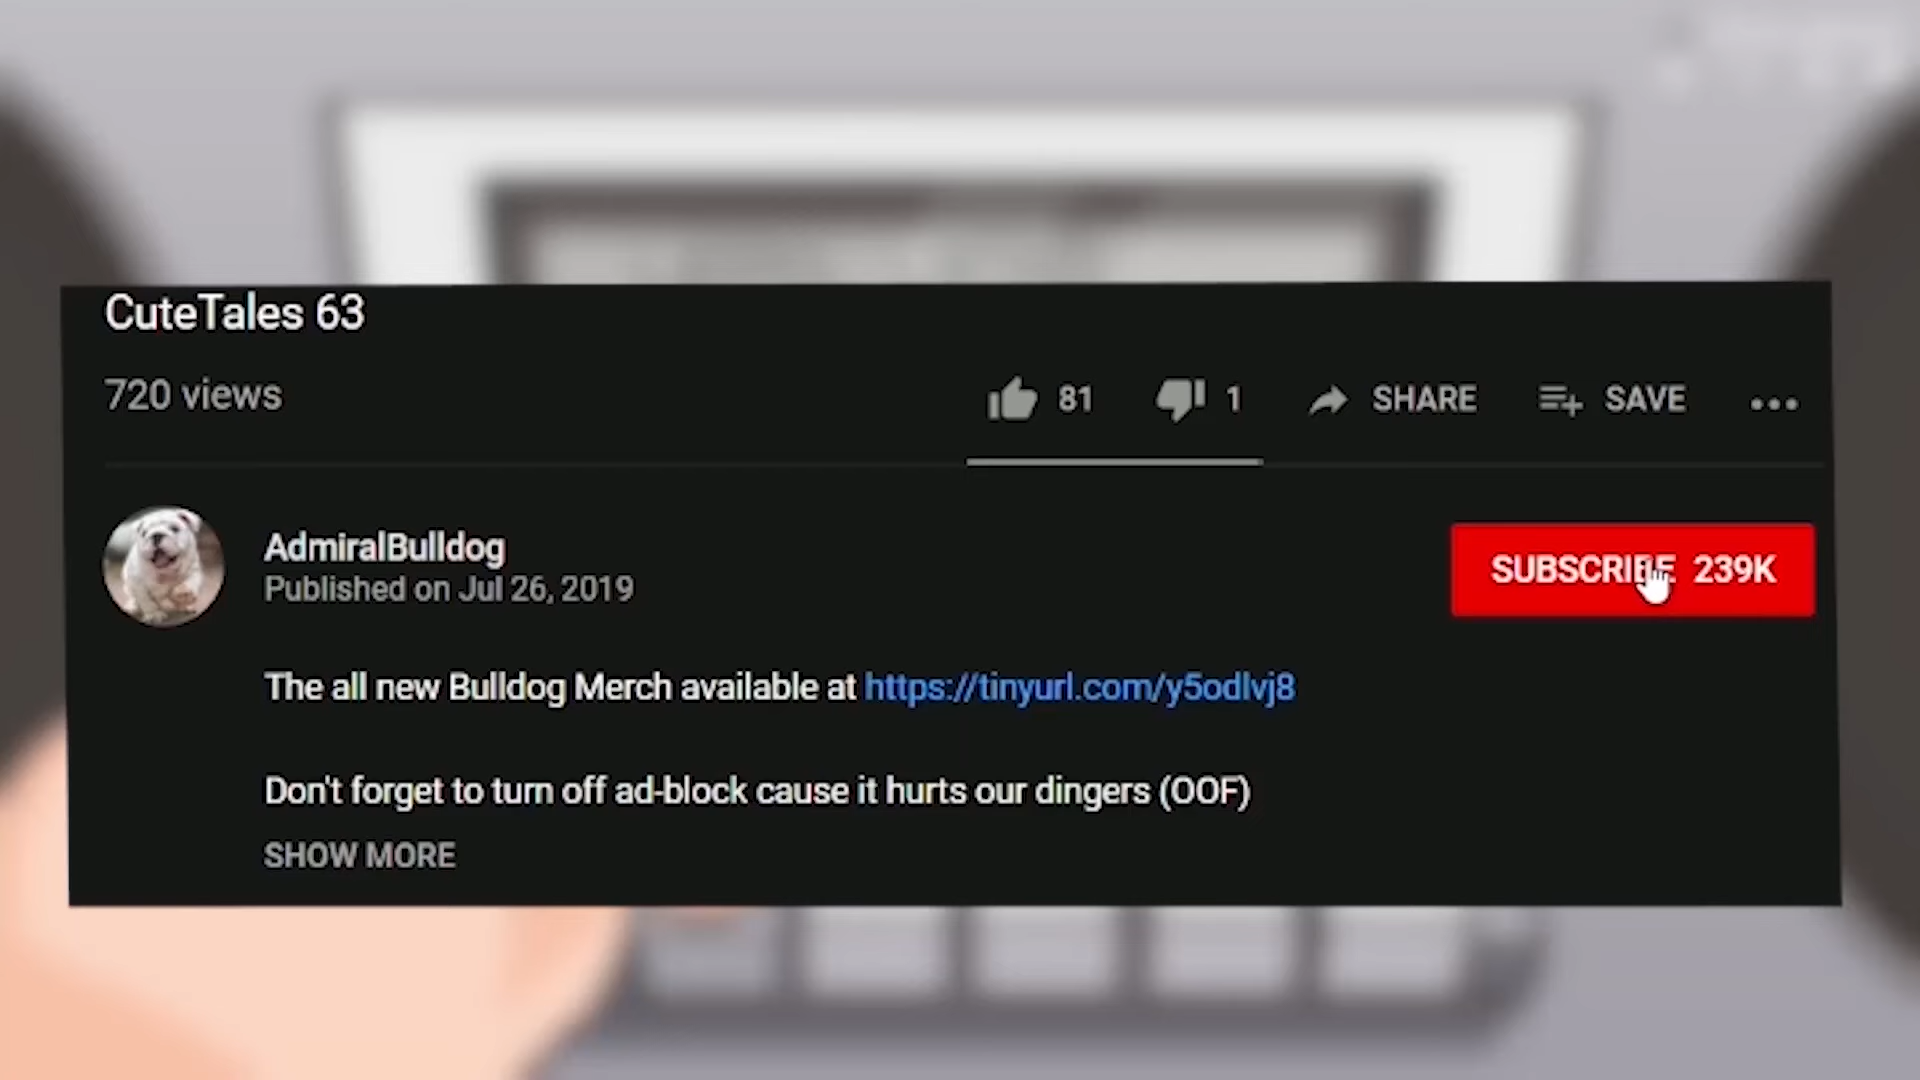 CuteTales 63
720 views
81
1
SHARE
SAVE
AdmiralBulldog
Published on Jul 26, 2019
SUBSCRIBE 239K
The all new Bulldog Merch available at https://tinyurl.com/y5odlvj8
Don't forget to turn off ad-block cause it hurts our dingers (OOF)
SHOW MORE